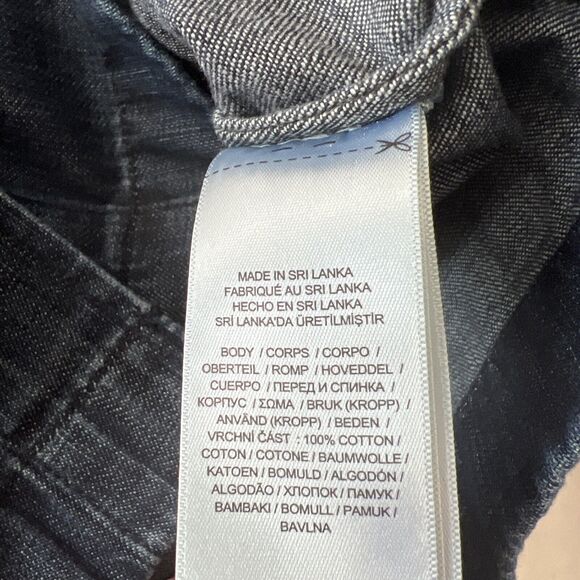 MADE IN SRI LANKA
FABRIQUÉ AU SRI LANKA
HECHO EN SRI LANKA
SRİ LANKA'DA ÜRETİLMİŞTİR
BODY / CORPS / CORPO /
OBERTEIL / ROMP / HOVEDDEL /
CUERPO / ПЕРЕД И СПИНКА /
КОРПУС / ΣΩΜΑ / BRUK (KROPP) /
ANVÄND (KROPP) / BEDEN /
VRCHNÍ ČÁST : 100% COTTON /
COTON / COTONE / BAUMWOLLE /
KATOEN / BOMULD / ALGODÓN /
ALGODÃO / ХЛОПОК / ПАМУК /
BAMBAKI / BOMULL / PAMUK /
BAVLNA